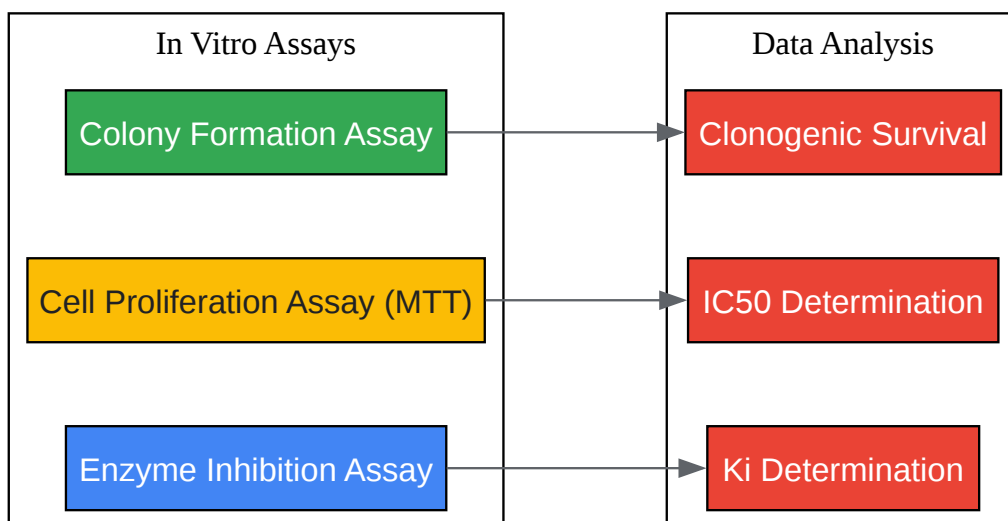 In Vitro Assays
Data Analysis
Colony Formation Assay
Clonogenic Survival
Cell Proliferation Assay (MTT)
IC50 Determination
Enzyme Inhibition Assay
Ki Determination